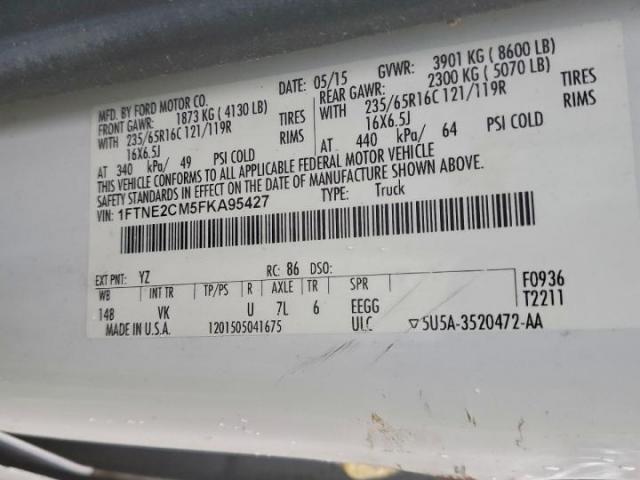 MFD. BY FORD MOTOR CO.
DATE: 05/15
GVWR: 3901 KG ( 8600 LB)
FRONT GAWR: 1873 KG ( 4130 LB)
REAR GAWR: 2300 KG ( 5070 LB)
WITH 235/65R16C 121/119R TIRES
WITH 235/65R16C 121/119R TIRES
16X6.5J RIMS
16X6.5J RIMS
AT 340 kPa/ 49 PSI COLD
AT 440 kPa/ 64 PSI COLD
THIS VEHICLE CONFORMS TO ALL APPLICABLE FEDERAL MOTOR VEHICLE
SAFETY STANDARDS IN EFFECT ON THE DATE OF MANUFACTURE SHOWN ABOVE.
VIN: 1FTNE2CM5FKA95427
TYPE: Truck
EXT PNT: YZ RC: 86 DSO:
WB INT TR TP/PS R AXLE TR SPR
F0936
148 VK U 7L 6 EEGG
T2211
MADE IN U.S.A. 1201505041675 ULC ▽5U5A-3520472-AA